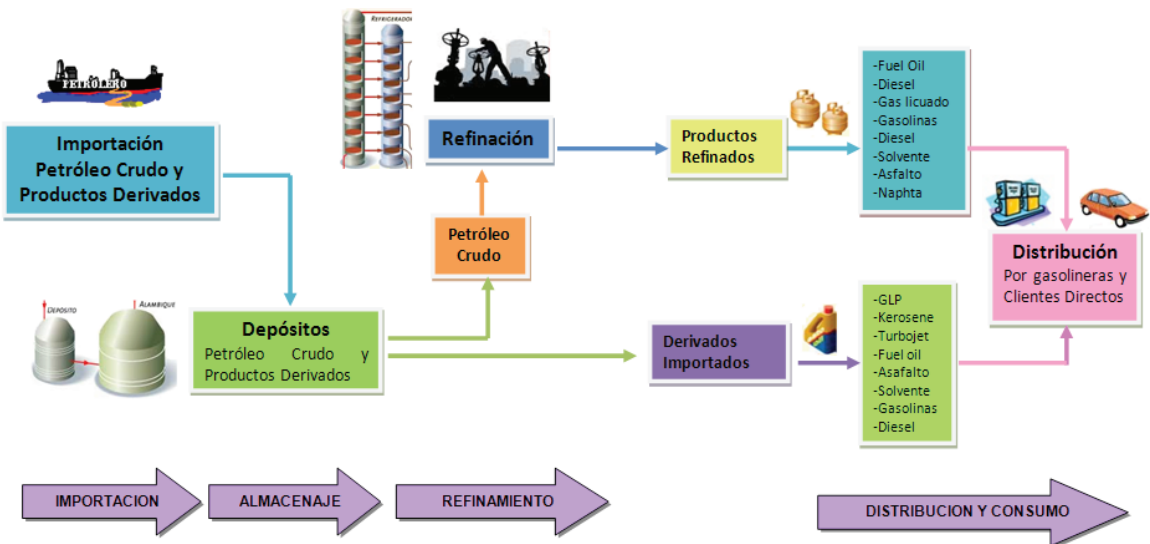 PETROLERO
Importación
Petróleo Crudo y
Productos Derivados
DEPOSITO
ALAMBIQUE
Depósitos
Petróleo Crudo y
Productos Derivados
REFRIGERADOR
Refinación
Petróleo
Crudo
Productos
Refinados
-Fuel Oil
-Diesel
-Gas licuado
-Gasolinas
-Diesel
-Solvente
-Asfalto
-Naphta
Derivados
Importados
-GLP
-Kerosene
-Turbojet
-Fuel oil
-Asafalto
-Solvente
-Gasolinas
-Diesel
Distribución
Por gasolineras y
Clientes Directos
IMPORTACION
ALMACENAJE
REFINAMIENTO
DISTRIBUCION Y CONSUMO